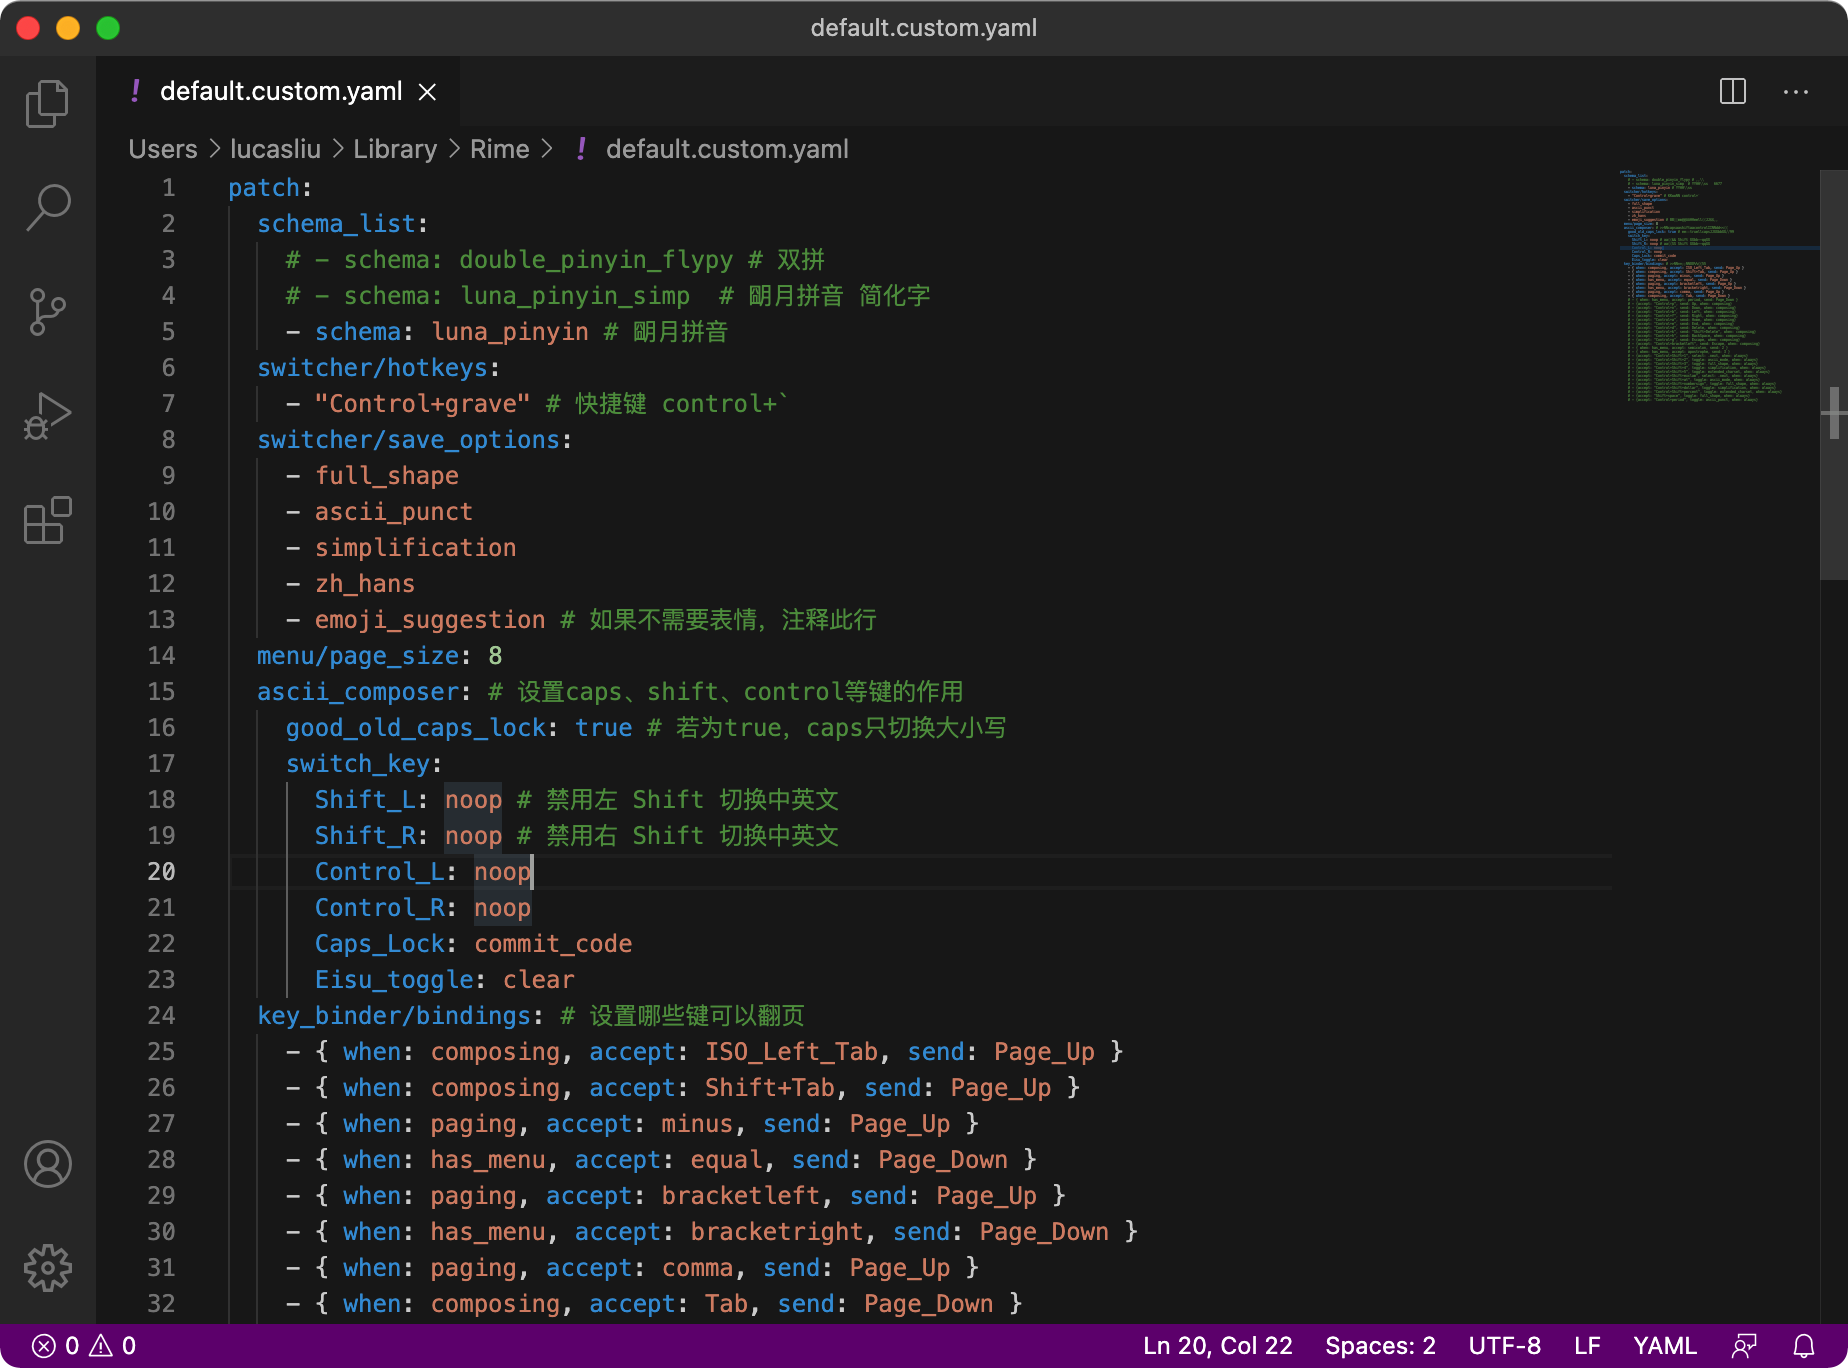 default.custom.yaml
! default.custom.yaml
Users > lucasliu > Library > Rime > ! default.custom.yaml
1 patch:
2 schema_list:
3 # - schema: double_pinyin_flypy # 双拼
4 # - schema: luna_pinyin_simp # 朙月拼音 简化字
5 - schema: luna_pinyin # 朙月拼音
6 switcher/hotkeys:
7 - "Control+grave" # 快捷键 control+`
8 switcher/save_options:
9 - full_shape
10 - ascii_punct
11 - simplification
12 - zh_hans
13 - emoji_suggestion # 如果不需要表情，注释此行
14 menu/page_size: 8
15 ascii_composer: # 设置caps、shift、control等键的作用
16 good_old_caps_lock: true # 若为true，caps只切换大小写
17 switch_key:
18 Shift_L: noop # 禁用左 Shift 切换中英文
19 Shift_R: noop # 禁用右 Shift 切换中英文
20 Control_L: noop
21 Control_R: noop
22 Caps_Lock: commit_code
23 Eisu_toggle: clear
24 key_binder/bindings: # 设置哪些键可以翻页
25 - { when: composing, accept: ISO_Left_Tab, send: Page_Up }
26 - { when: composing, accept: Shift+Tab, send: Page_Up }
27 - { when: paging, accept: minus, send: Page_Up }
28 - { when: has_menu, accept: equal, send: Page_Down }
29 - { when: paging, accept: bracketleft, send: Page_Up }
30 - { when: has_menu, accept: bracketright, send: Page_Down }
31 - { when: paging, accept: comma, send: Page_Up }
32 - { when: composing, accept: Tab, send: Page_Down }
0 0 Ln 20, Col 22 Spaces: 2 UTF-8 LF YAML